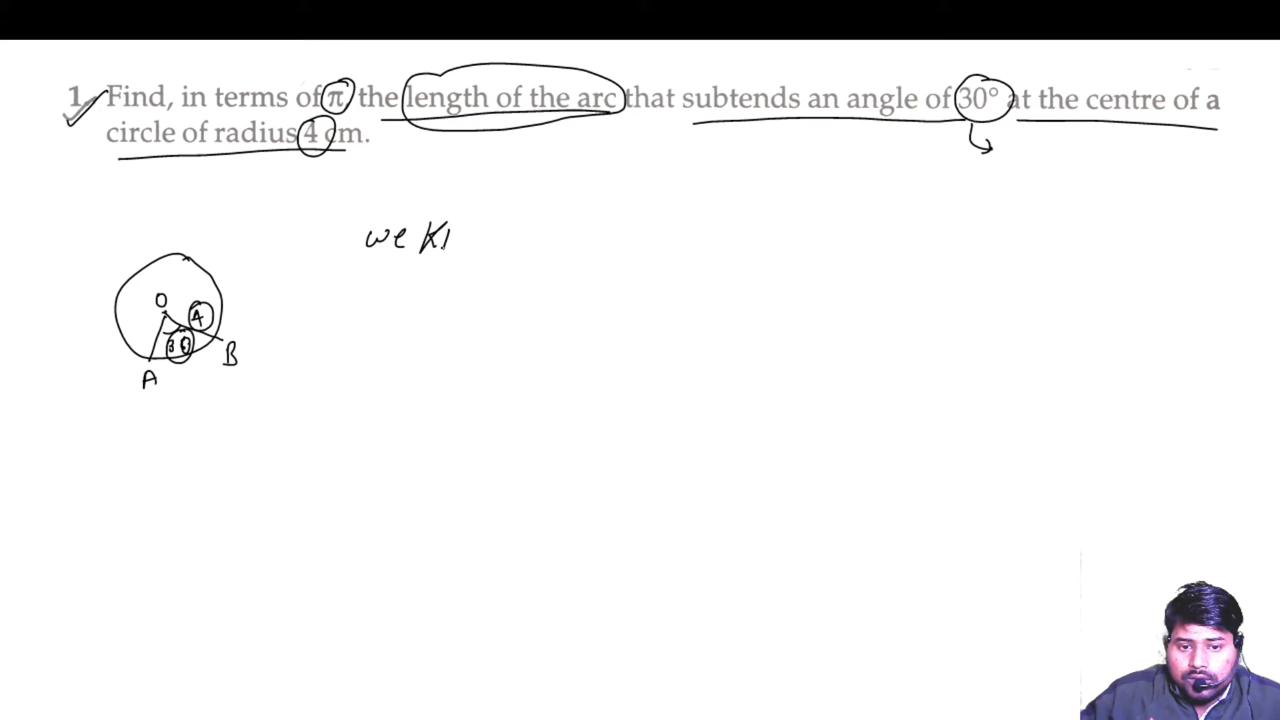 1. Find, in terms of π, the length of the arc that subtends an angle of 30° at the centre of a
circle of radius 4 cm.
we Kn
O
4
30
B
A